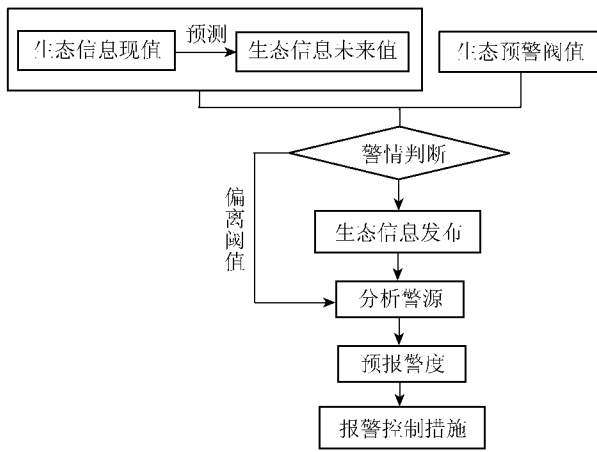 生态信息现值
预测
生态信息未来值
生态预警阀值
警情判断
偏离阈值
生态信息发布
分析警源
预报警度
报警控制措施